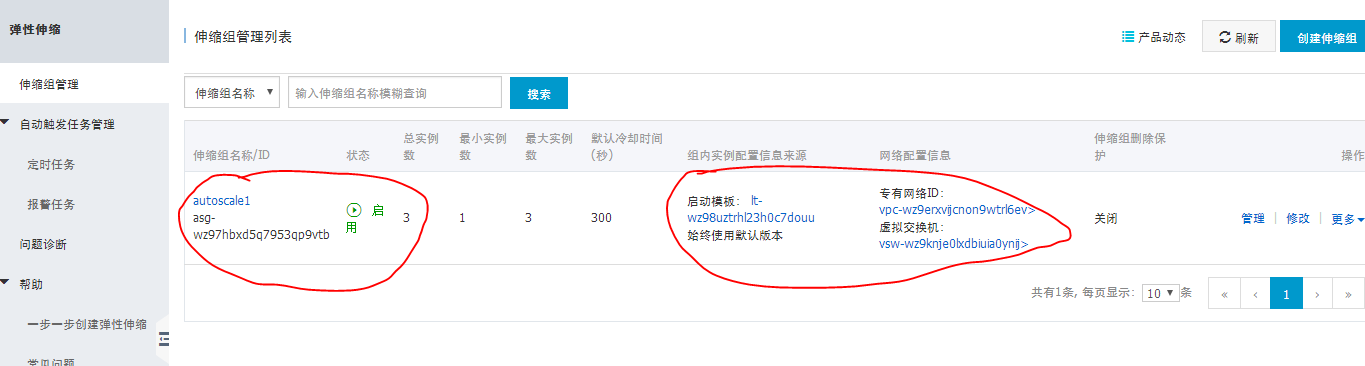 弹性伸缩
伸缩组管理
自动触发任务管理
定时任务
报警任务
问题诊断
帮助
一步一步创建弹性伸缩
常见问题
伸缩组管理列表
产品动态
刷新
创建伸缩组
伸缩组名称
输入伸缩组名称模糊查询
搜索
伸缩组名称/ID
状态
总实例
数
最小实例
数
最大实例
数
默认冷却时间
(秒)
组内实例配置信息来源
网络配置信息
伸缩组删除保
护
操作
autoscale1
asg-
wz97hbxd5q7953qp9vtb
启
用
3
1
3
300
启动模板: lt-
wz98uztrhl23h0c7douu
始终使用默认版本
专有网络ID:
vpc-wz9erxvijcnon9wtrl6ev>
虚拟交换机:
vsw-wz9knje0lxdbiuia0ynij>
关闭
管理 | 修改 | 更多
共有1条, 每页显示: 10 条
« ‹ 1 › »